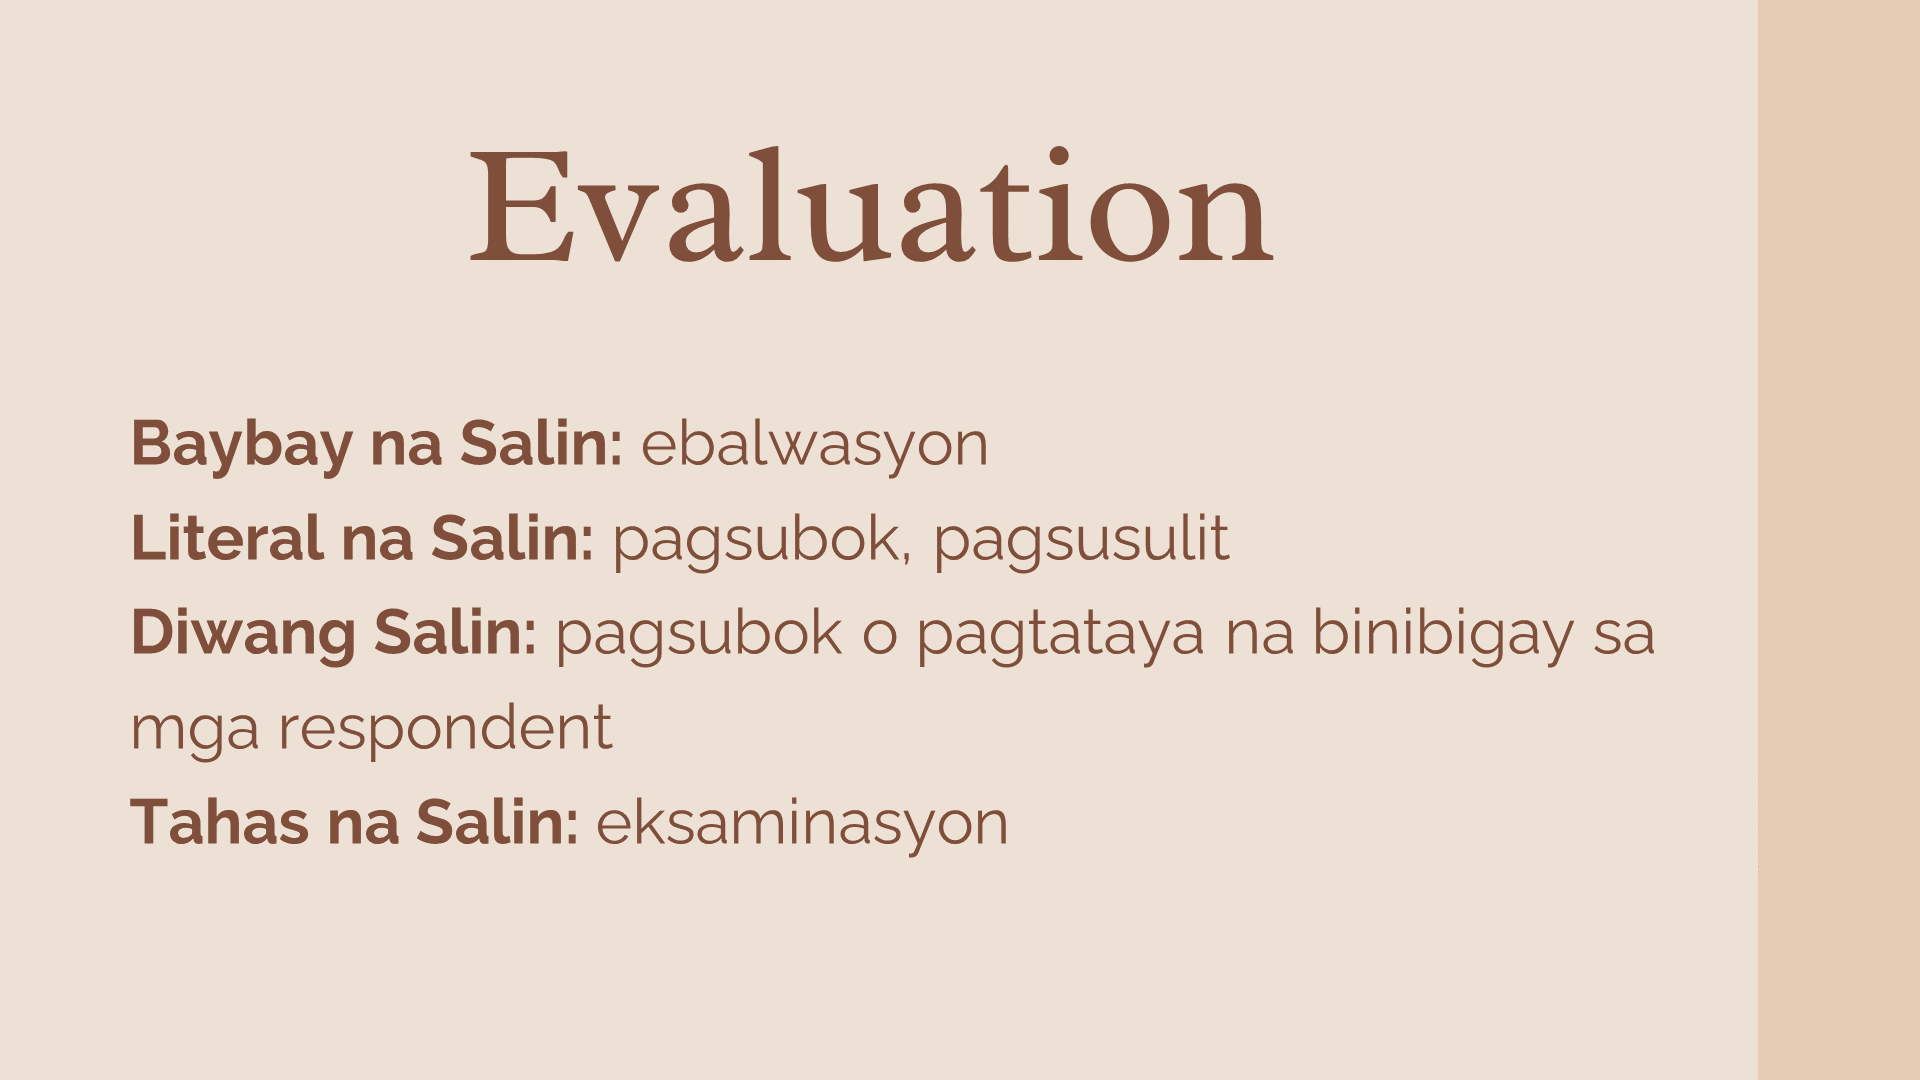 Evaluation
Baybay na Salin: ebalwasyon
Literal na Salin: pagsubok, pagsusulit
Diwang Salin: pagsubok o pagtataya na binibigay sa
mga respondent
Tahas na Salin: eksaminasyon